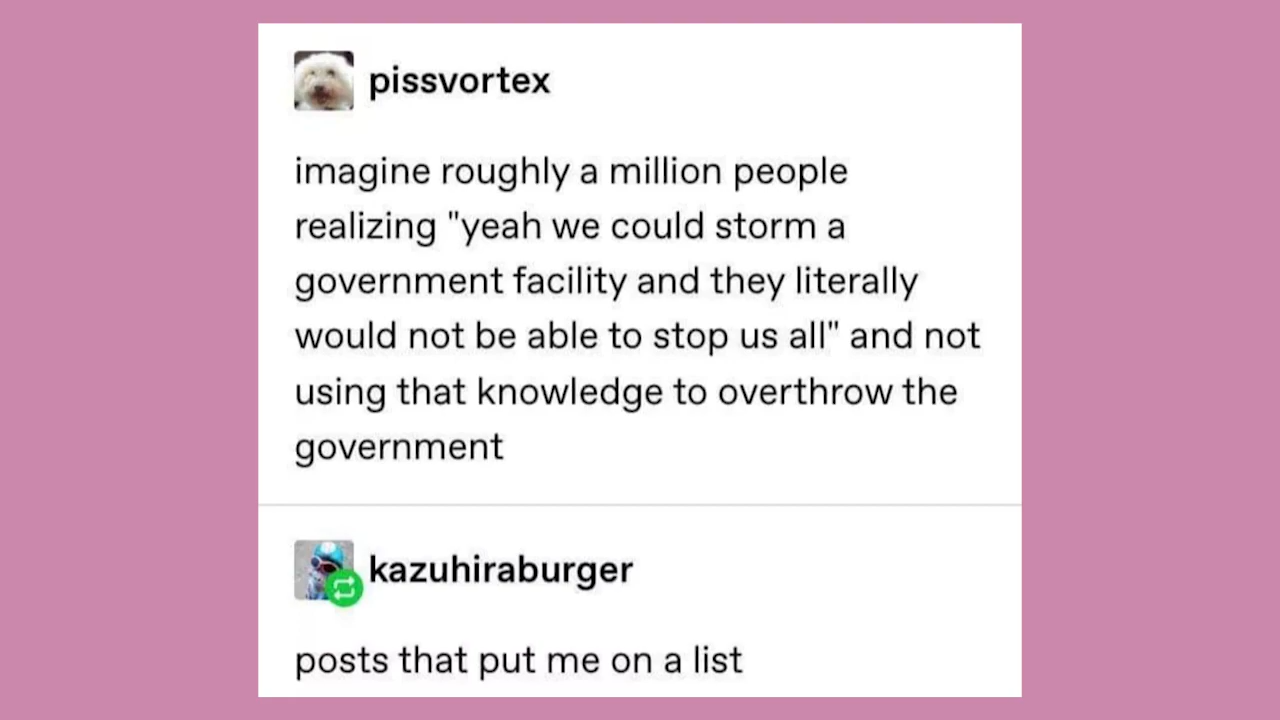 pissvortex
imagine roughly a million people
realizing "yeah we could storm a
government facility and they literally
would not be able to stop us all" and not
using that knowledge to overthrow the
government
kazuhiraburger
posts that put me on a list